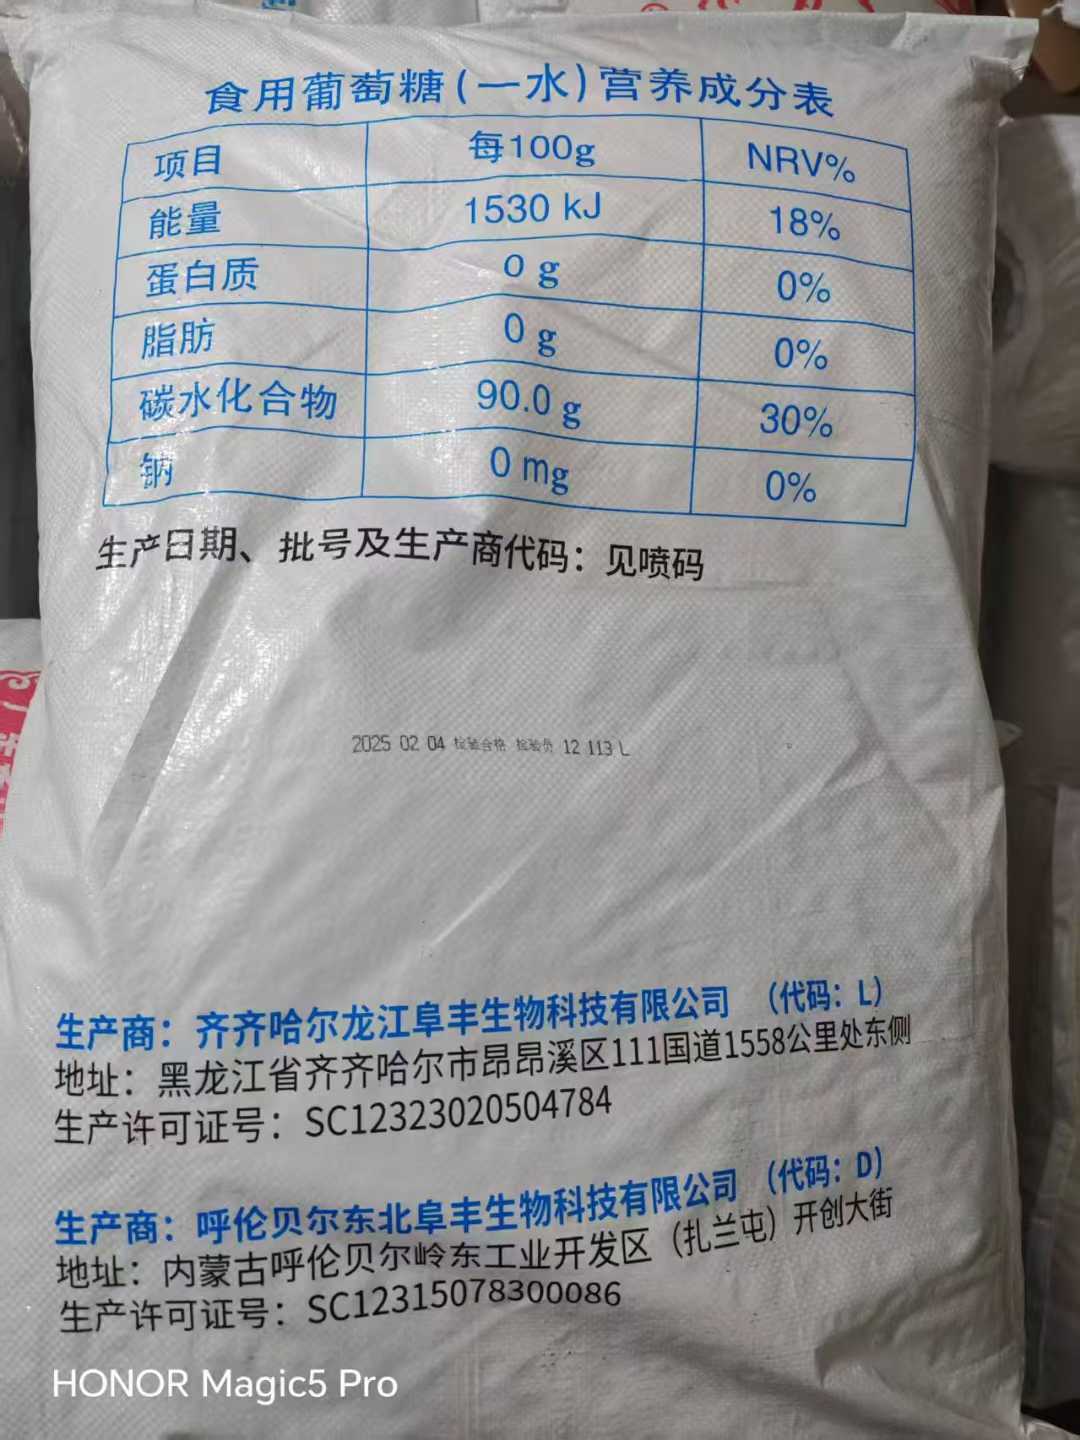 食用葡萄糖(一水)营养成分表
项目 每100g NRV%
能量 1530 kJ 18%
蛋白质 0 g 0%
脂肪 0 g 0%
碳水化合物 90.0 g 30%
钠 0 mg 0%
生产日期、批号及生产商代码：见喷码
2025 02 04 检验合格 检验员 12 113 L
生产商：齐齐哈尔龙江阜丰生物科技有限公司 （代码：L）
地址：黑龙江省齐齐哈尔市昂昂溪区111国道1558公里处东侧
生产许可证号：SC12323020504784
生产商：呼伦贝尔东北阜丰生物科技有限公司 （代码：D）
地址：内蒙古呼伦贝尔岭东工业开发区（扎兰屯）开创大街
生产许可证号：SC12315078300086
HONOR Magic5 Pro